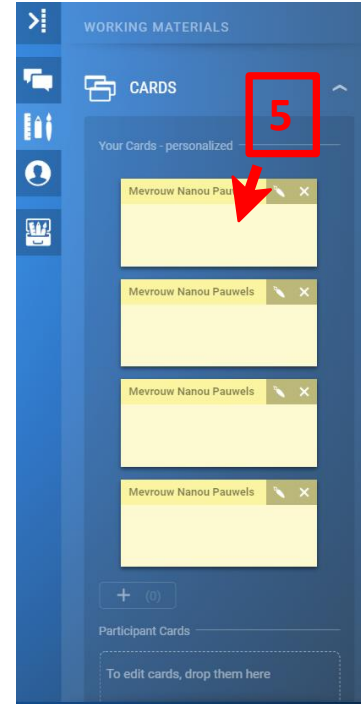 WORKING MATERIALS
CARDS
5
Your Cards - personalized
Mevrouw Nanou
Mevrouw Nanou Pauwels
Mevrouw Nanou Pauwels
Mevrouw Nanou Pauwels
+ (0)
Participant Cards
To edit cards, drop them here